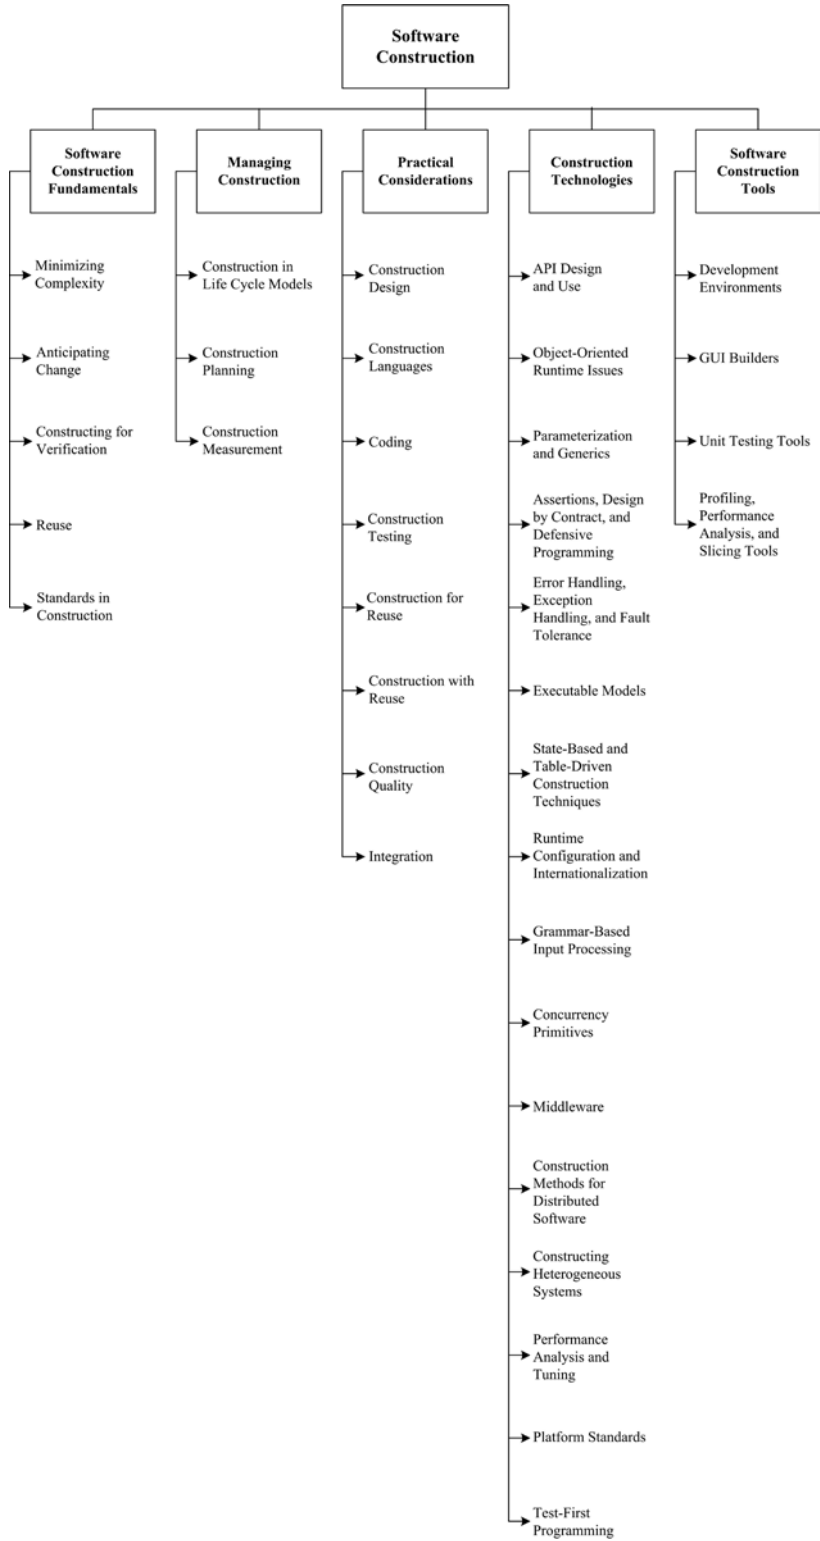 Software
Construction
Software
Construction
Fundamentals
Minimizing
Complexity
Anticipating
Change
Constructing for
Verification
Reuse
Standards in
Construction
Managing
Construction
Construction in
Life Cycle Models
Construction
Planning
Construction
Measurement
Practical
Considerations
Construction
Design
Construction
Languages
Coding
Construction
Testing
Construction for
Reuse
Construction with
Reuse
Construction
Quality
Integration
Construction
Technologies
API Design
and Use
Object-Oriented
Runtime Issues
Parameterization
and Generics
Assertions, Design
by Contract, and
Defensive
Programming
Error Handling,
Exception
Handling, and Fault
Tolerance
Executable Models
State-Based and
Table-Driven
Construction
Techniques
Runtime
Configuration and
Internationalization
Grammar-Based
Input Processing
Concurrency
Primitives
Middleware
Construction
Methods for
Distributed
Software
Constructing
Heterogeneous
Systems
Performance
Analysis and
Tuning
Platform Standards
Test-First
Programming
Software
Construction
Tools
Development
Environments
GUI Builders
Unit Testing Tools
Profiling,
Performance
Analysis, and
Slicing Tools